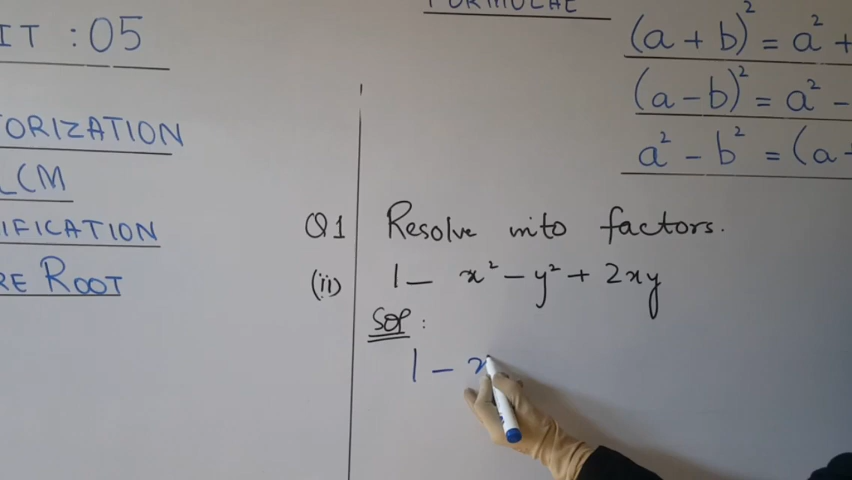 IT : 05
ORIZATION
LCM
IFICATION
RE ROOT
FORMULAE
(a + b)² = a² +
(a − b)² = a² −
a² − b² = (a −
Q1 Resolve into factors.
(ii) 1 − x² − y² + 2xy
Sol :
1 − x